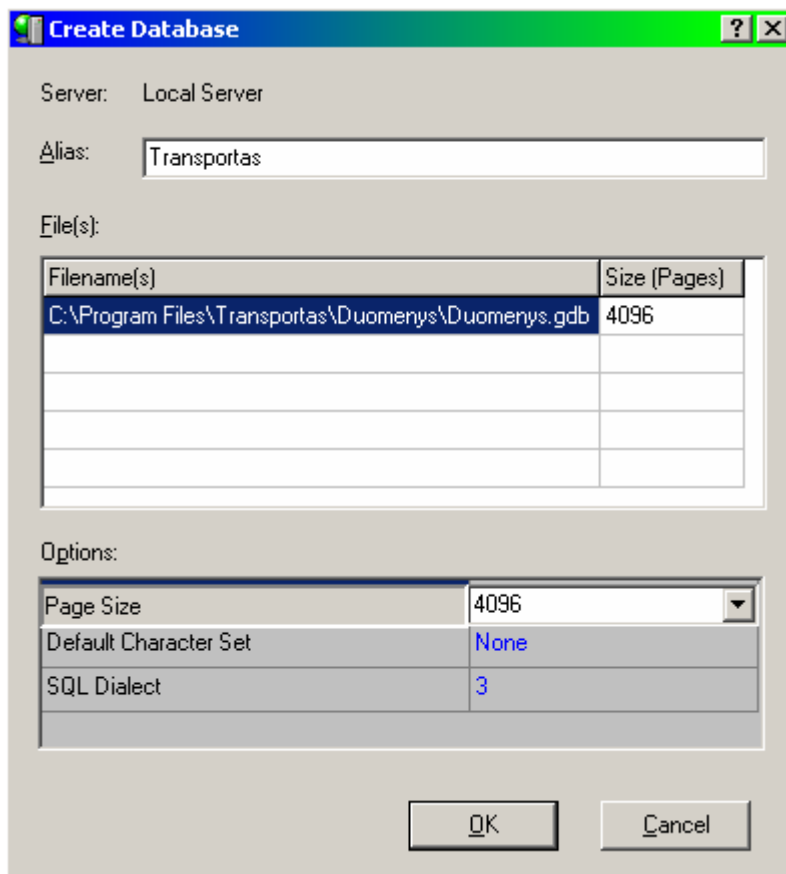 Create Database
Server: Local Server
Alias: Transportas
File(s):
Filename(s) Size (Pages)
C:\Program Files\Transportas\Duomenys\Duomenys.gdb 4096
Options:
Page Size 4096
Default Character Set None
SQL Dialect 3
OK Cancel